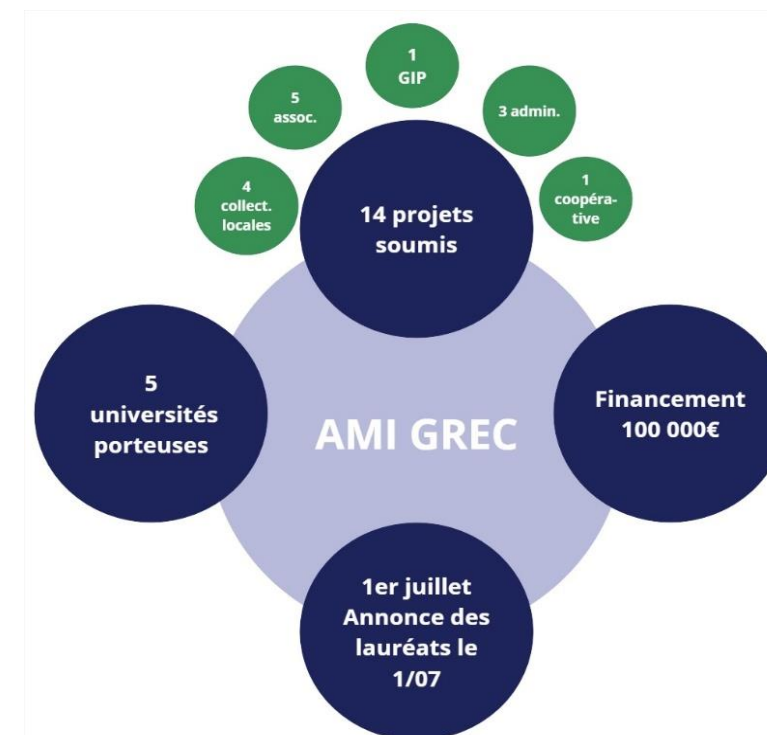 1
GIP
5
assoc.
3 admin.
4
collect.
locales
1
coopéra-
tive
14 projets
soumis
5
universités
porteuses
Financement
100 000€
AMI GREC
1er juillet
Annonce des
lauréats le
1/07